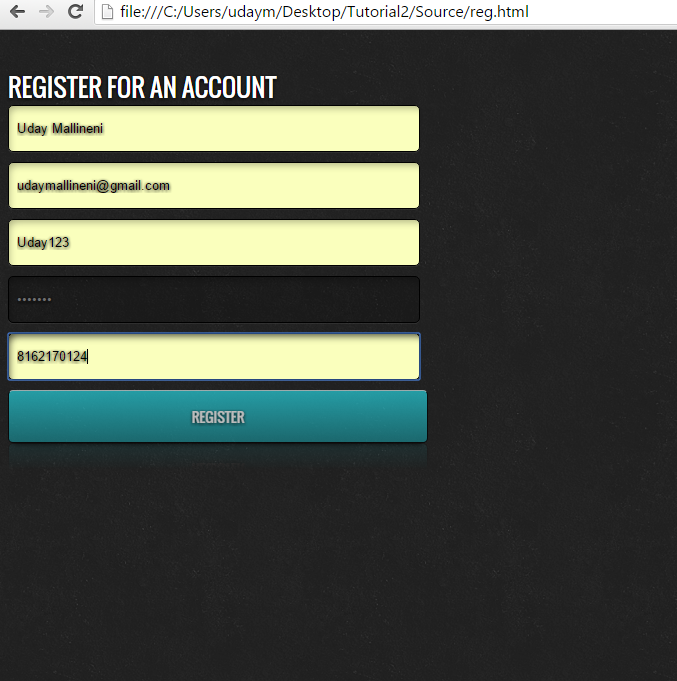 file:///C:/Users/udaym/Desktop/Tutorial2/Source/reg.html
REGISTER FOR AN ACCOUNT
Uday Mallineni
udaymallineni@gmail.com
Uday123
•••••••
8162170124
REGISTER